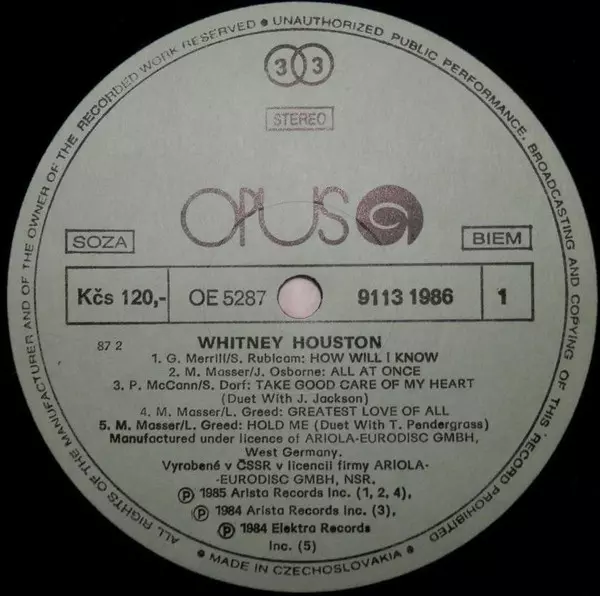 ALL RIGHTS OF THE MANUFACTURER AND OF THE OWNER OF THE RECORDED WORK RESERVED ● UNAUTHORIZED PUBLIC PERFORMANCE, BROADCASTING AND COPYING OF THIS RECORD PROHIBITED
33
STEREO
OPUS
SOZA
BIEM
Kčs 120,- OE 5287 9113 1986 1
87 2
WHITNEY HOUSTON
1. G. Merrill/S. Rubicam: HOW WILL I KNOW
2. M. Masser/J. Osborne: ALL AT ONCE
3. P. McCann/S. Dorf: TAKE GOOD CARE OF MY HEART
(Duet With J. Jackson)
4. M. Masser/L. Greed: GREATEST LOVE OF ALL
5. M. Masser/L. Greed: HOLD ME (Duet With T. Pendergrass)
Manufactured under licence of ARIOLA-EURODISC GMBH,
West Germany.
Vyrobené v ČSSR v licencii firmy ARIOLA-
-EURODISC GMBH, NSR.
Ⓟ 1985 Arista Records Inc. (1, 2, 4),
Ⓟ 1984 Arista Records Inc. (3),
Ⓟ 1984 Elektra Records
Inc. (5)
● MADE IN CZECHOSLOVAKIA ●